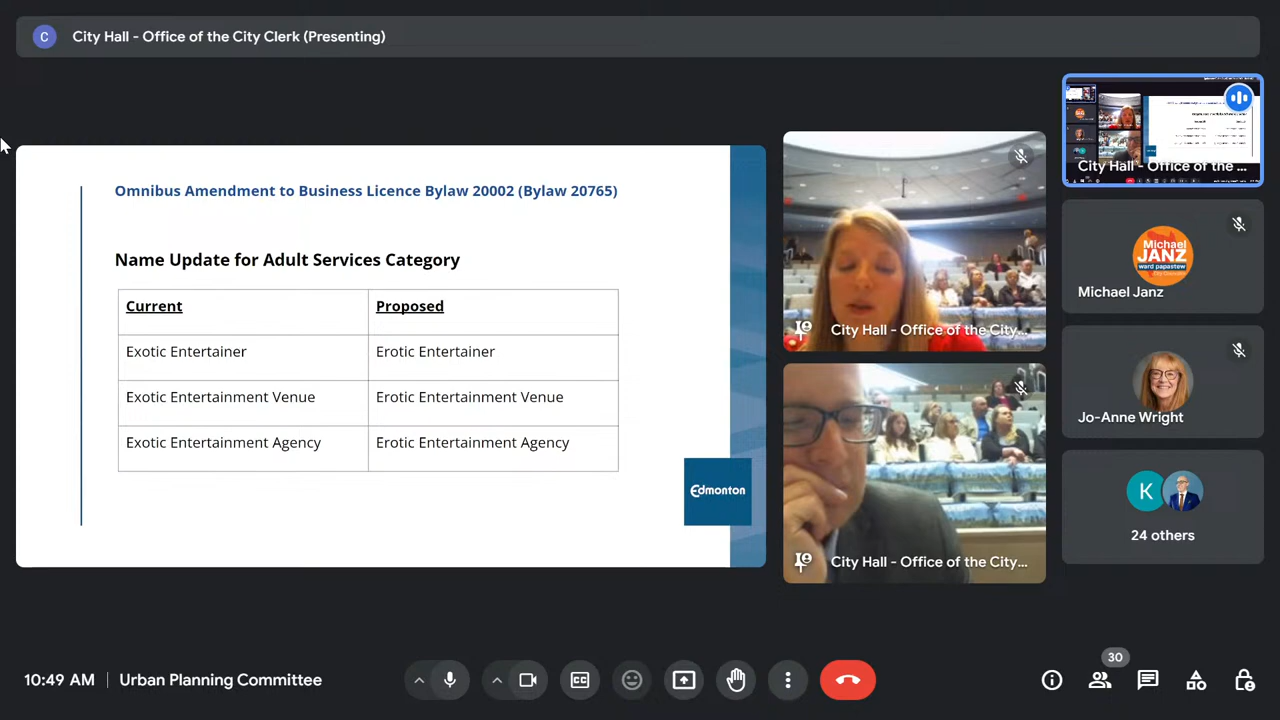 C
City Hall - Office of the City Clerk (Presenting)
Omnibus Amendment to Business Licence Bylaw 20002 (Bylaw 20765)
Name Update for Adult Services Category
Current Proposed
Exotic Entertainer Erotic Entertainer
Exotic Entertainment Venue Erotic Entertainment Venue
Exotic Entertainment Agency Erotic Entertainment Agency
Edmonton
City Hall - Office of the City...
City Hall - Office of the City...
City Hall - Office of the ...
Michael
JANZ
ward papastew
Michael Janz
Jo-Anne Wright
K
24 others
10:49 AM Urban Planning Committee
CC
30